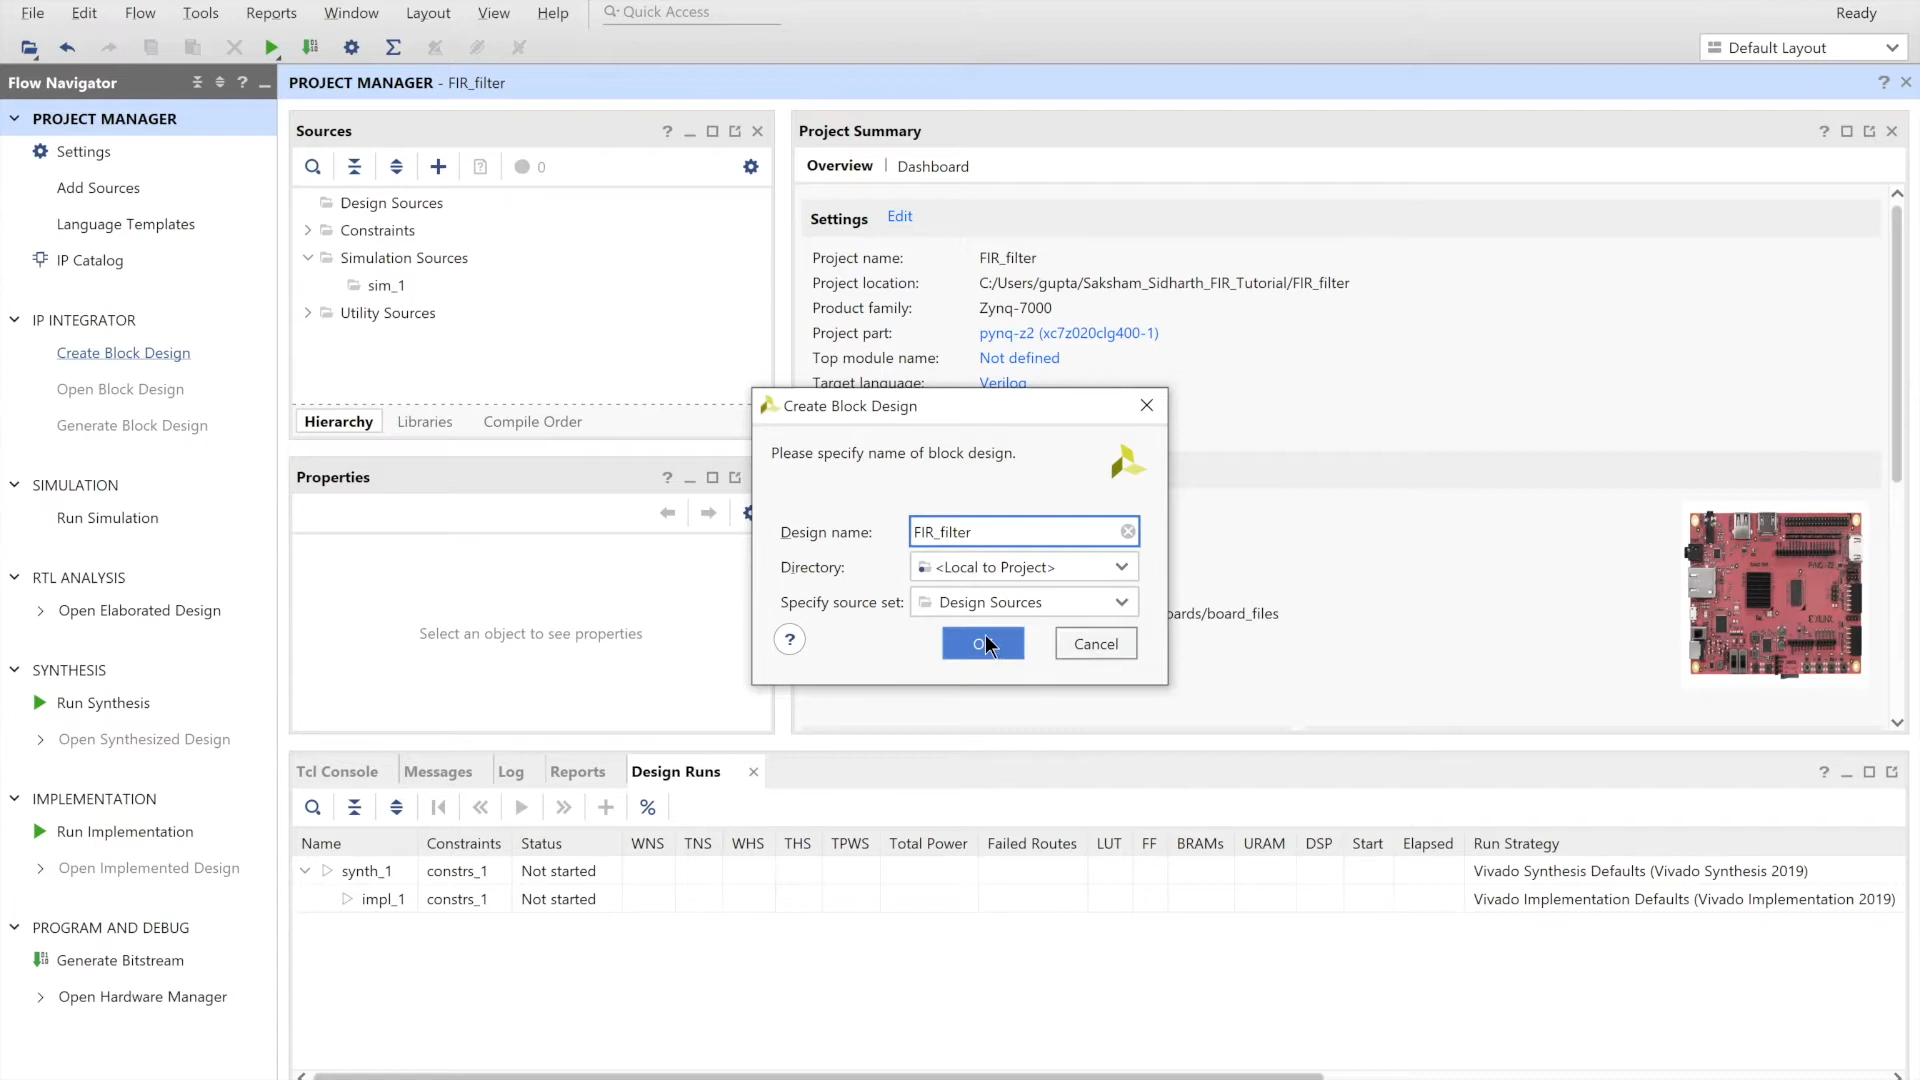 File Edit Flow Tools Reports Window Layout View Help Quick Access Ready
Default Layout
Flow Navigator
PROJECT MANAGER - FIR_filter
PROJECT MANAGER
Settings
Add Sources
Language Templates
IP Catalog
IP INTEGRATOR
Create Block Design
Open Block Design
Generate Block Design
SIMULATION
Run Simulation
RTL ANALYSIS
Open Elaborated Design
SYNTHESIS
Run Synthesis
Open Synthesized Design
IMPLEMENTATION
Run Implementation
Open Implemented Design
PROGRAM AND DEBUG
Generate Bitstream
Open Hardware Manager
Sources
0
Design Sources
Constraints
Simulation Sources
sim_1
Utility Sources
Hierarchy Libraries Compile Order
Properties
Select an object to see properties
Project Summary
Overview | Dashboard
Settings Edit
Project name: FIR_filter
Project location: C:/Users/gupta/Saksham_Sidharth_FIR_Tutorial/FIR_filter
Product family: Zynq-7000
Project part: pynq-z2 (xc7z020clg400-1)
Top module name: Not defined
Target language: Verilog
oards/board_files
Create Block Design
Please specify name of block design.
Design name: FIR_filter
Directory: <Local to Project>
Specify source set: Design Sources
? Cancel
Tcl Console Messages Log Reports Design Runs
Name Constraints Status WNS TNS WHS THS TPWS Total Power Failed Routes LUT FF BRAMs URAM DSP Start Elapsed Run Strategy
synth_1 constrs_1 Not started Vivado Synthesis Defaults (Vivado Synthesis 2019)
impl_1 constrs_1 Not started Vivado Implementation Defaults (Vivado Implementation 2019)